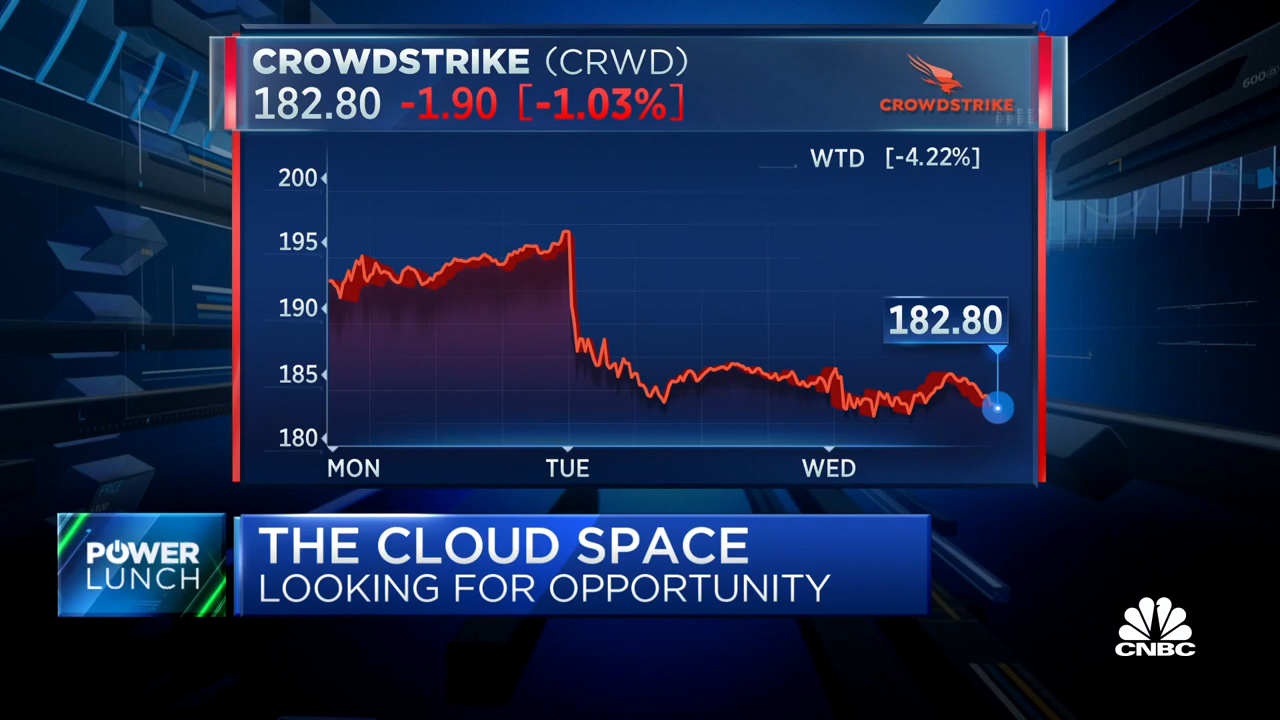 CROWDSTRIKE (CRWD)
182.80 -1.90 [-1.03%]
CROWDSTRIKE
WTD [-4.22%]
200
195
190
185
180
182.80
MON TUE WED
POWER
LUNCH
THE CLOUD SPACE
LOOKING FOR OPPORTUNITY
CNBC